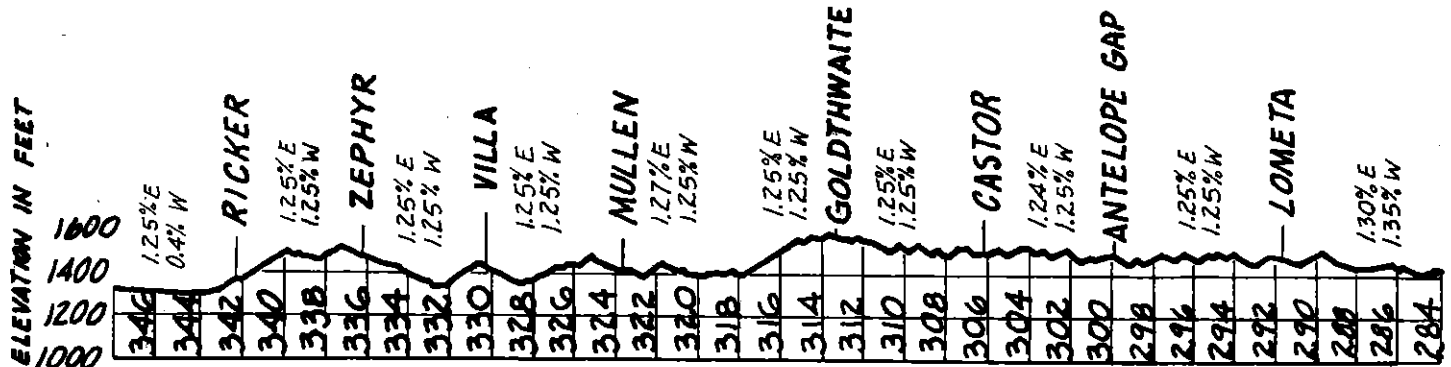 ELEVATION IN FEET
1600
1400
1200
1000
1.25% E
0.4% W
RICKER
1.25% E
1.25% W
ZEPHYR
1.25% E
1.25% W
VILLA
1.25% E
1.25% W
MULLEN
1.27% E
1.25% W
1.25% E
1.25% W
GOLDTHWAITE
1.25% E
1.25% W
CASTOR
1.24% E
1.25% W
ANTELOPE GAP
1.25% E
1.25% W
LOMETA
1.30% E
1.35% W
346 344 342 340 338 336 334 332 330 328 326 324 322 320 318 316 314 312 310 308 306 304 302 300 298 296 294 292 290 288 286 284